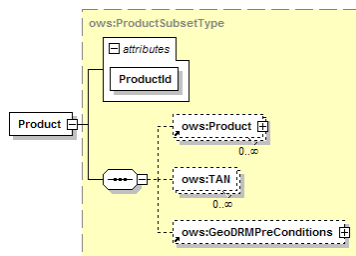 ows:ProductSubsetType
attributes
ProductId
Product
ows:Product
0..∞
ows:TAN
0..∞
ows:GeoDRMPreConditions